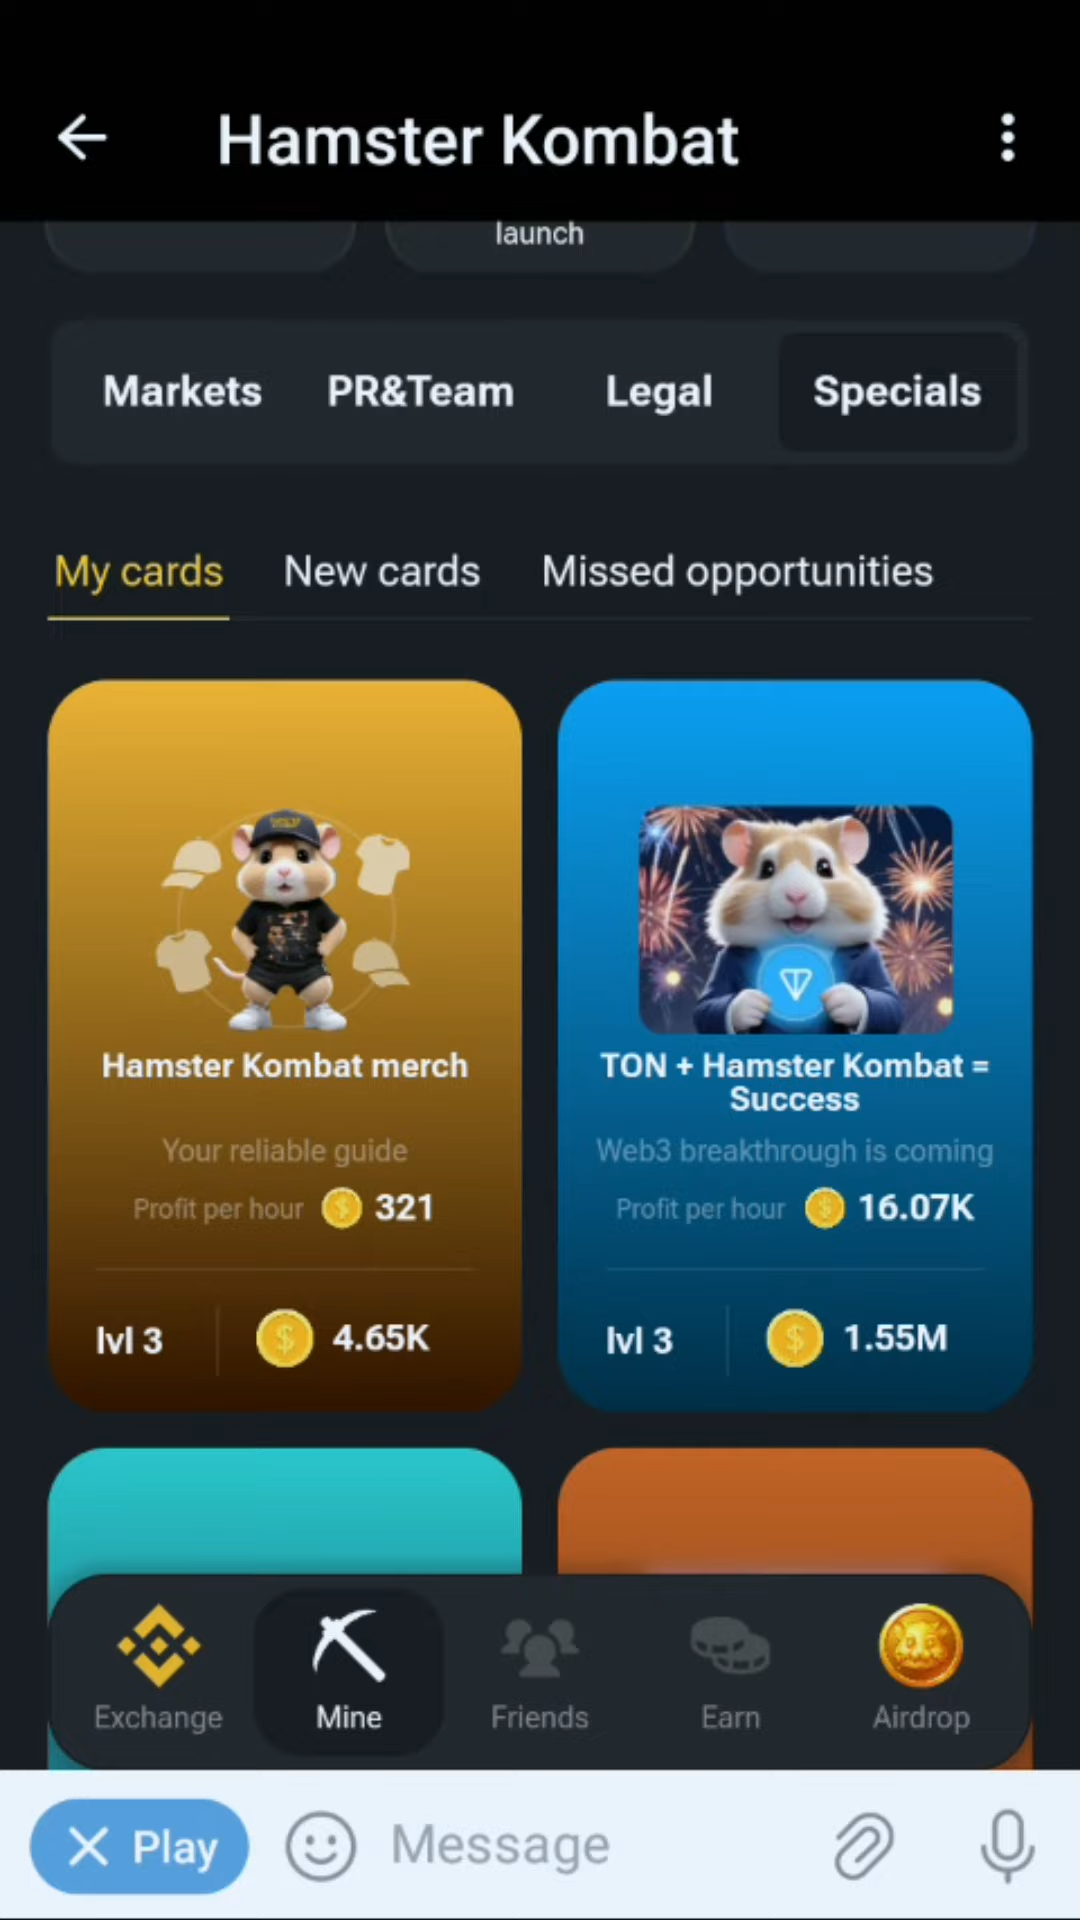 Hamster Kombat
launch
Markets PR&Team Legal Specials
My cards New cards Missed opportunities
Hamster Kombat merch
Your reliable guide
Profit per hour 321
lvl 3 4.65K
TON + Hamster Kombat =
Success
Web3 breakthrough is coming
Profit per hour 16.07K
lvl 3 1.55M
Exchange Mine Friends Earn Airdrop
Play Message